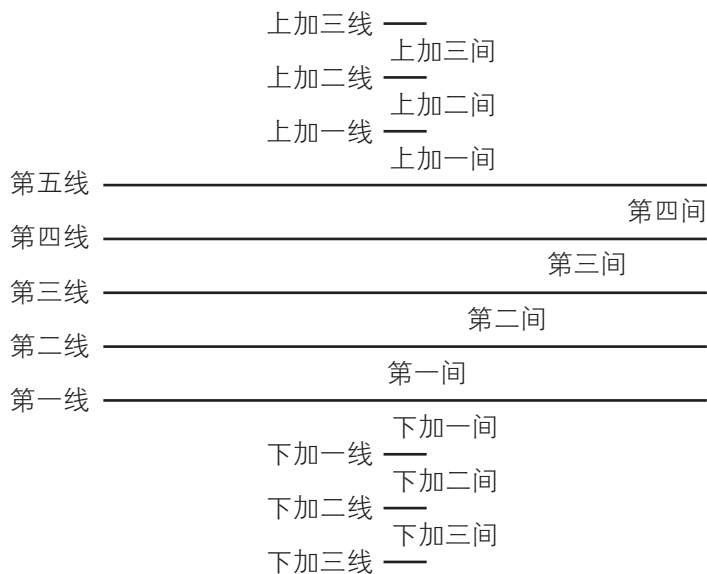 上加三线
上加三间
上加二线
上加二间
上加一线
上加一间
第五线
第四间
第四线
第三间
第三线
第二间
第二线
第一间
第一线
下加一间
下加一线
下加二间
下加二线
下加三间
下加三线